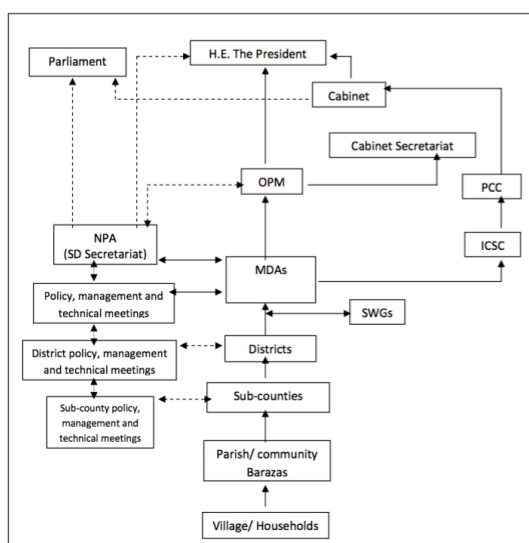 H.E. The President
Parliament
Cabinet
Cabinet Secretariat
OPM
PCC
NPA
(SD Secretariat)
ICSC
MDAs
Policy, management and
technical meetings
SWGs
District policy, management
and technical meetings
Districts
Sub-county policy,
management and
technical meetings
Sub-counties
Parish/ community
Barazas
Village/ Households